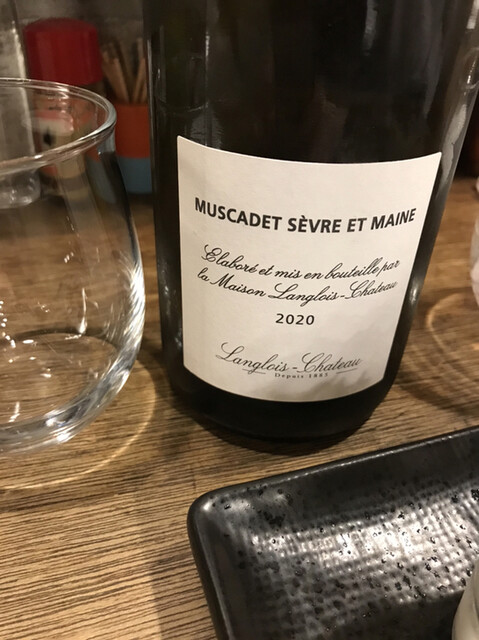 MUSCADET SÈVRE ET MAINE
Elaboré et mis en bouteille par
la Maison Langlois-Chateau
2020
Langlois-Chateau
Depuis 1885